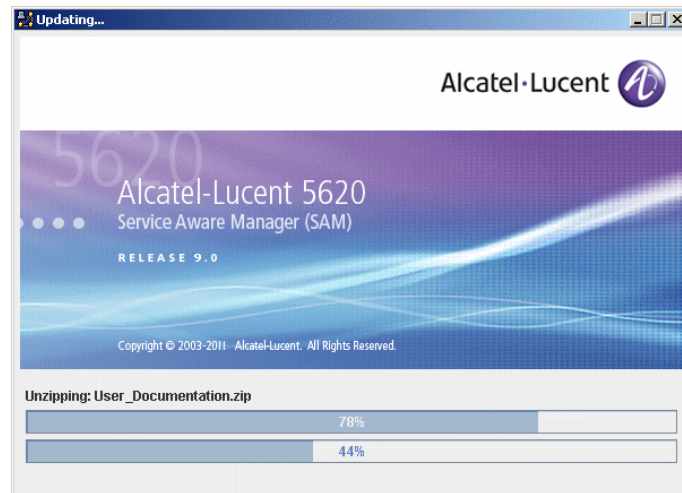 Updating...
Alcatel·Lucent
5620
Alcatel-Lucent 5620
Service Aware Manager (SAM)
RELEASE 9.0
Copyright © 2003-2011 Alcatel-Lucent. All Rights Reserved.
Unzipping: User_Documentation.zip
78%
44%